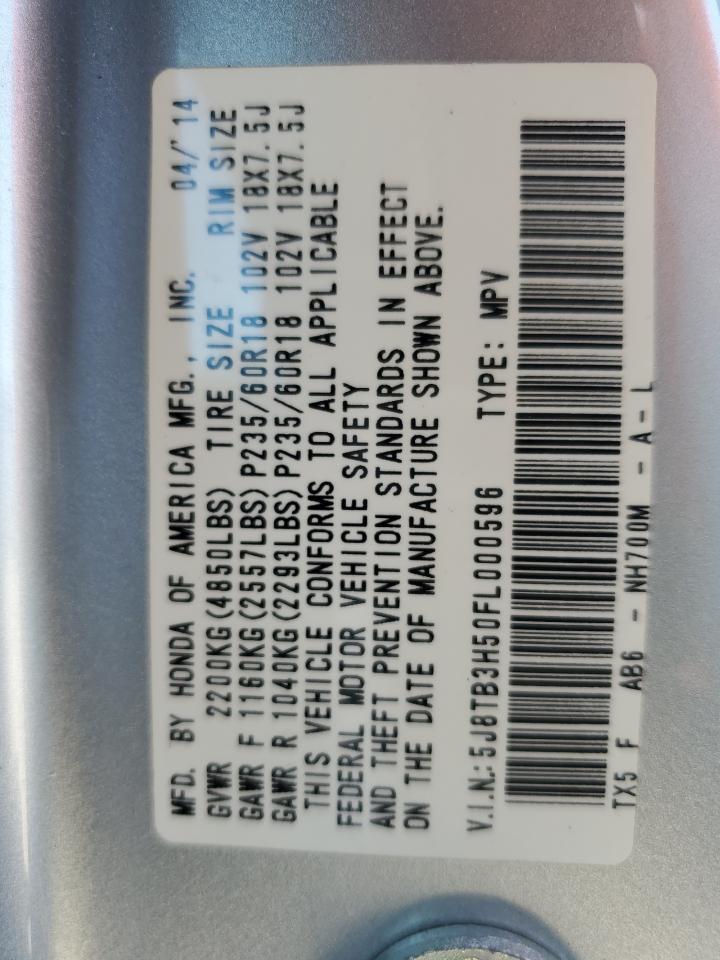 MFD. BY HONDA OF AMERICA MFG., INC. 04/'14
GVWR 2200KG(4850LBS) TIRE SIZE RIM SIZE
GAWR F 1160KG(2557LBS)P235/60R18 102V 18X7.5J
GAWR R 1040KG(2293LBS)P235/60R18 102V 18X7.5J
THIS VEHICLE CONFORMS TO ALL APPLICABLE
FEDERAL MOTOR VEHICLE SAFETY
AND THEFT PREVENTION STANDARDS IN EFFECT
ON THE DATE OF MANUFACTURE SHOWN ABOVE.
V.I.N.:5J8TB3H50FL000596 TYPE: MPV
TX5 F AB6 - NH700M - A - L